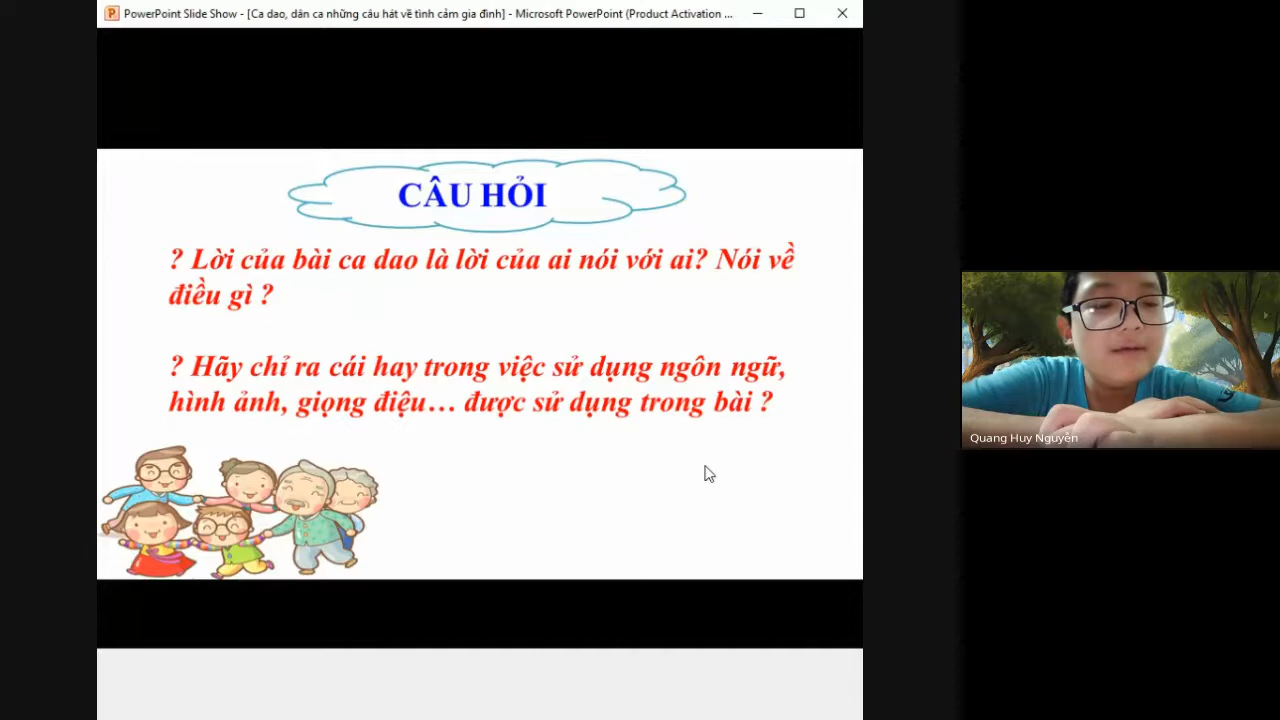 PowerPoint Slide Show - [Ca dao, dân ca những câu hát về tình cảm gia đình] - Microsoft PowerPoint (Product Activation ...
CÂU HỎI
? Lời của bài ca dao là lời của ai nói với ai? Nói về
điều gì ?
? Hãy chỉ ra cái hay trong việc sử dụng ngôn ngữ,
hình ảnh, giọng điệu… được sử dụng trong bài ?
Quang Huy Nguyễn